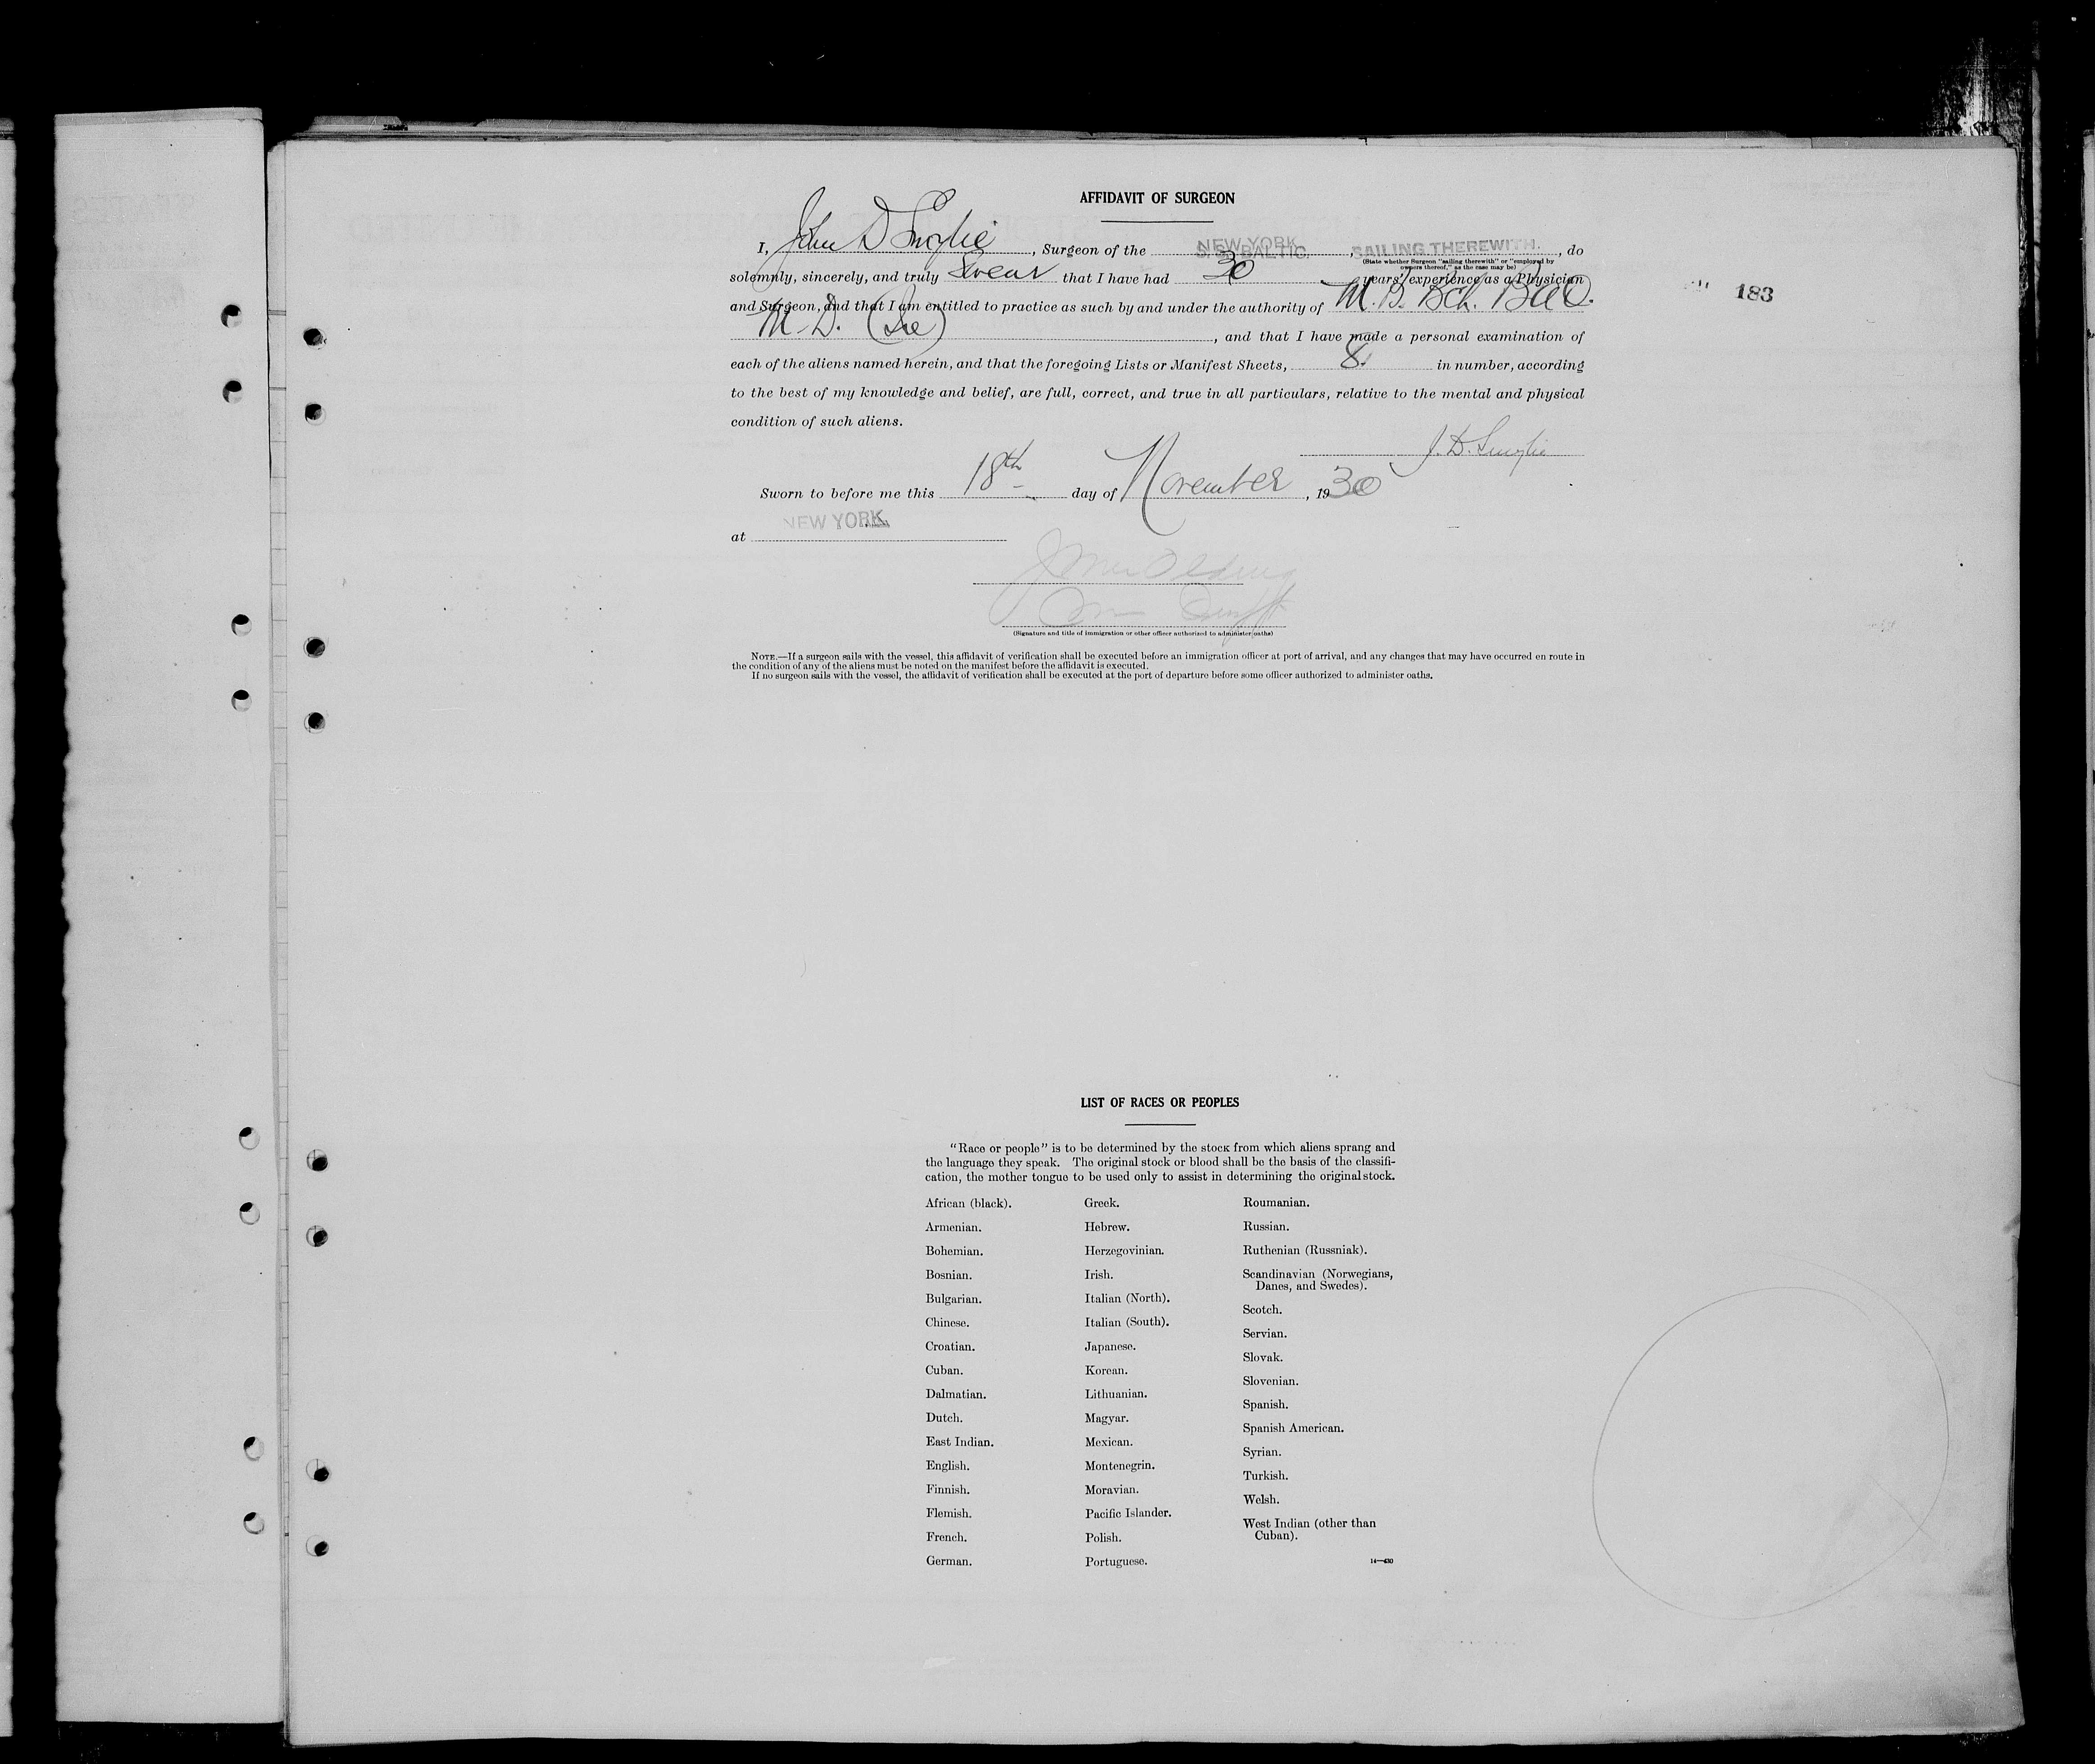 AFFIDAVIT OF SURGEON
I, John D , Surgeon of the NEW YORK S.S. BALTIC, SAILING THEREWITH. , do
(State whether Surgeon "sailing therewith" or "employed by
owners thereof," as the case may be)
solemnly, sincerely, and truly Swear that I have had 30 years' experience as a Physician
and Surgeon, and that I am entitled to practice as such by and under the authority of M. B. Bch. B.A.O.
M. D. , and that I have made a personal examination of
183
each of the aliens named herein, and that the foregoing Lists or Manifest Sheets, 8. in number, according
to the best of my knowledge and belief, are full, correct, and true in all particulars, relative to the mental and physical
condition of such aliens.
J. D.
Sworn to before me this 18th day of November, 1930
at NEW YORK.
(Signature and title of immigration or other officer authorized to administer oaths)
NOTE.—If a surgeon sails with the vessel, this affidavit of verification shall be executed before an immigration officer at port of arrival, and any changes that may have occurred en route in
the condition of any of the aliens must be noted on the manifest before the affidavit is executed.
If no surgeon sails with the vessel, the affidavit of verification shall be executed at the port of departure before some officer authorized to administer oaths.
LIST OF RACES OR PEOPLES
"Race or people" is to be determined by the stock from which aliens sprang and
the language they speak. The original stock or blood shall be the basis of the classifi-
cation, the mother tongue to be used only to assist in determining the original stock.
African (black).
Armenian.
Bohemian.
Bosnian.
Bulgarian.
Chinese.
Croatian.
Cuban.
Dalmatian.
Dutch.
East Indian.
English.
Finnish.
Flemish.
French.
German.
Greek.
Hebrew.
Herzegovinian.
Irish.
Italian (North).
Italian (South).
Japanese.
Korean.
Lithuanian.
Magyar.
Mexican.
Montenegrin.
Moravian.
Pacific Islander.
Polish.
Portuguese.
Roumanian.
Russian.
Ruthenian (Russniak).
Scandinavian (Norwegians,
Danes, and Swedes).
Scotch.
Servian.
Slovak.
Slovenian.
Spanish.
Spanish American.
Syrian.
Turkish.
Welsh.
West Indian (other than
Cuban).
14—430